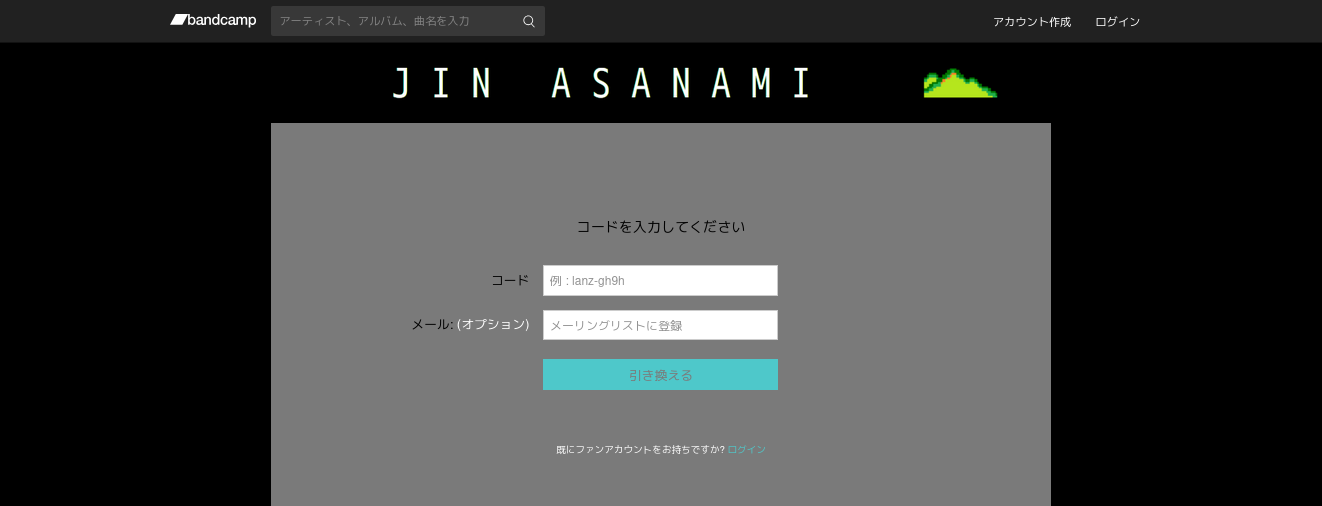 bandcamp アーティスト、アルバム、曲名を入力 アカウント作成 ログイン
JIN ASANAMI
コードを入力してください
コード 例 : lanz-gh9h
メール: (オプション) メーリングリストに登録
引き換える
既にファンアカウントをお持ちですか? ログイン